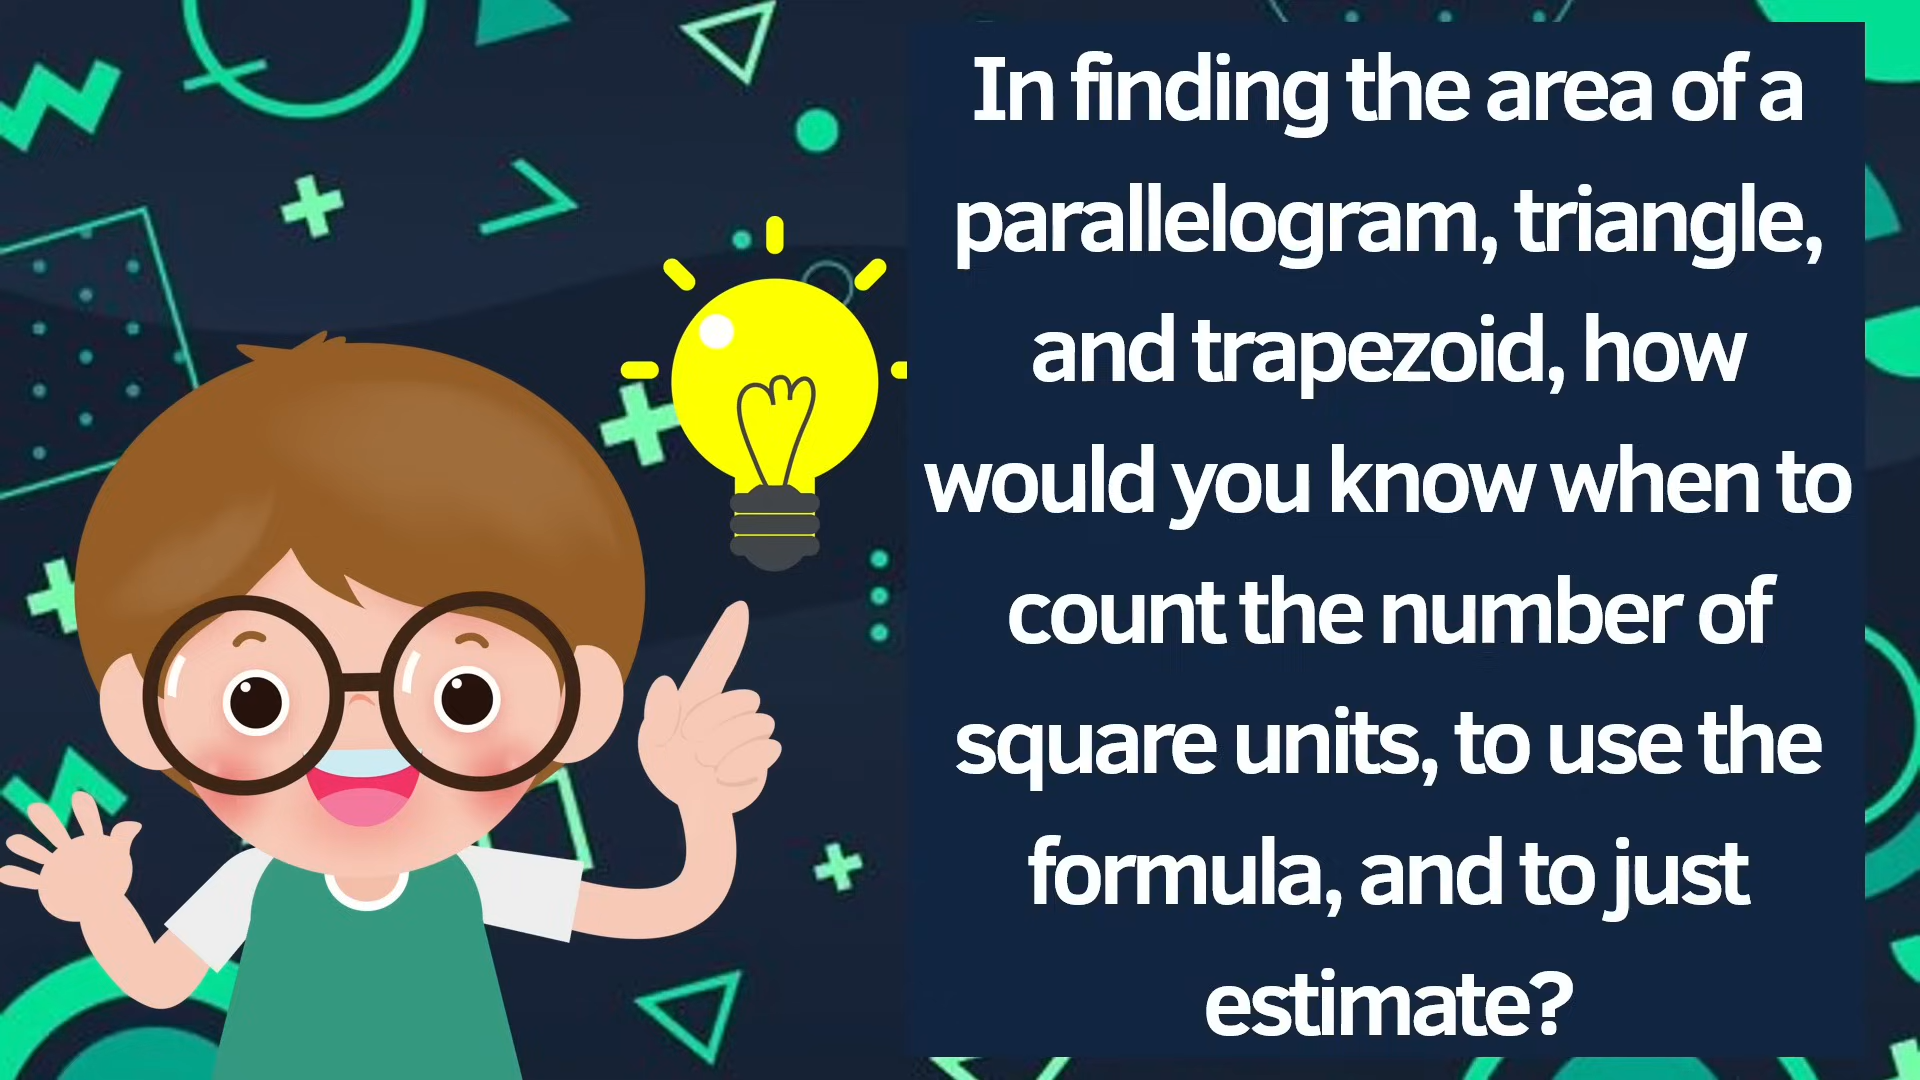 In finding the area of a
parallelogram, triangle,
and trapezoid, how
would you know when to
count the number of
square units, to use the
formula, and to just
estimate?